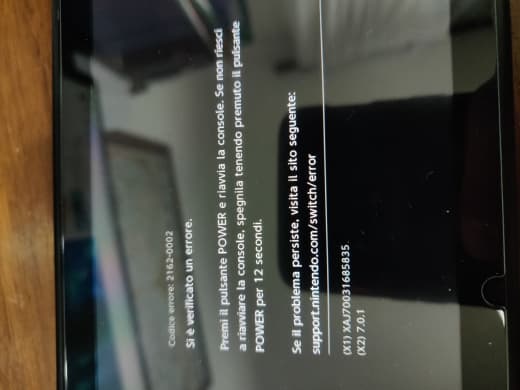 Codice errore: 2162-0002
Si è verificato un errore.
Premi il pulsante POWER e riavvia la console. Se non riesci
a riavviare la console, spegnila tenendo premuto il pulsante
POWER per 12 secondi.
Se il problema persiste, visita il sito seguente:
support.nintendo.com/switch/error
(X1) XAJ70031685835
(X2) 7.0.1